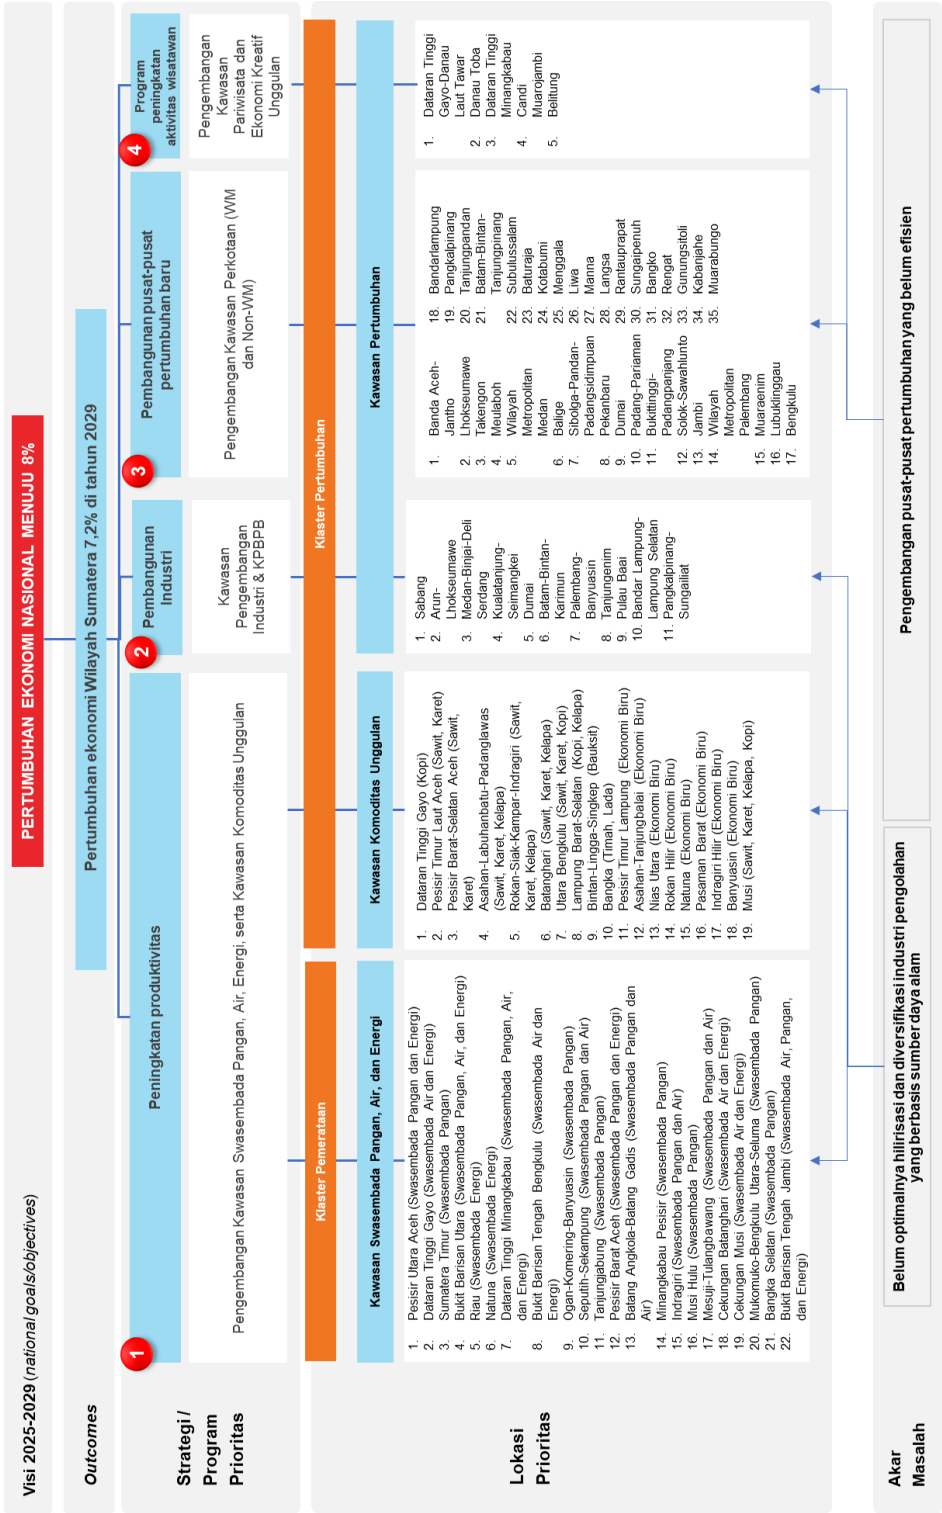 Visi 2025-2029 (national goals/objectives)
PERTUMBUHAN EKONOMI NASIONAL MENUJU 8%
Outcomes
Pertumbuhan ekonomi Wilayah Sumatera 7,2% di tahun 2029
Strategi /
Program
Prioritas
1
Peningkatan produktivitas
Pengembangan Kawasan Swasembada Pangan, Air, Energi, serta Kawasan Komoditas Unggulan
2
Pembangunan
Industri
Kawasan
Pengembangan
Industri & KPBPB
3
Pembangunan pusat-pusat
pertumbuhan baru
Pengembangan Kawasan Perkotaan (WM
dan Non-WM)
4
Program
peningkatan
aktivitas wisatawan
Pengembangan
Kawasan
Pariwisata dan
Ekonomi Kreatif
Unggulan
Lokasi
Prioritas
Klaster Pemerataan
Klaster Pertumbuhan
Kawasan Swasembada Pangan, Air, dan Energi
1. Pesisir Utara Aceh (Swasembada Pangan dan Energi)
2. Dataran Tinggi Gayo (Swasembada Air dan Energi)
3. Sumatera Timur (Swasembada Pangan)
4. Bukit Barisan Utara (Swasembada Pangan, Air, dan Energi)
5. Riau (Swasembada Energi)
6. Natuna (Swasembada Energi)
7. Dataran Tinggi Minangkabau (Swasembada Pangan, Air,
dan Energi)
8. Bukit Barisan Tengah Bengkulu (Swasembada Air dan
Energi)
9. Ogan-Komering-Banyuasin (Swasembada Pangan)
10. Seputih-Sekampung (Swasembada Pangan dan Air)
11. Tanjungjabung (Swasembada Pangan)
12. Pesisir Barat Aceh (Swasembada Pangan dan Energi)
13. Batang Angkola-Batang Gadis (Swasembada Pangan dan
Air)
14. Minangkabau Pesisir (Swasembada Pangan)
15. Indragiri (Swasembada Pangan dan Air)
16. Musi Hulu (Swasembada Pangan)
17. Mesuji-Tulangbawang (Swasembada Pangan dan Air)
18. Cekungan Batanghari (Swasembada Air dan Energi)
19. Cekungan Musi (Swasembada Air dan Energi)
20. Mukomuko-Bengkulu Utara-Seluma (Swasembada Pangan)
21. Bangka Selatan (Swasembada Pangan)
22. Bukit Barisan Tengah Jambi (Swasembada Air, Pangan,
dan Energi)
Kawasan Komoditas Unggulan
1. Dataran Tinggi Gayo (Kopi)
2. Pesisir Timur Laut Aceh (Sawit, Karet)
3. Pesisir Barat-Selatan Aceh (Sawit,
Karet)
4. Asahan-Labuhanbatu-Padanglawas
(Sawit, Karet, Kelapa)
5. Rokan-Siak-Kampar-Indragiri (Sawit,
Karet, Kelapa)
6. Batanghari (Sawit, Karet, Kelapa)
7. Utara Bengkulu (Sawit, Karet, Kopi)
8. Lampung Barat-Selatan (Kopi, Kelapa)
9. Bintan-Lingga-Singkep (Bauksit)
10. Bangka (Timah, Lada)
11. Pesisir Timur Lampung (Ekonomi Biru)
12. Asahan-Tanjungbalai (Ekonomi Biru)
13. Nias Utara (Ekonomi Biru)
14. Rokan Hilir (Ekonomi Biru)
15. Natuna (Ekonomi Biru)
16. Pasaman Barat (Ekonomi Biru)
17. Indragiri Hilir (Ekonomi Biru)
18. Banyuasin (Ekonomi Biru)
19. Musi (Sawit, Karet, Kelapa, Kopi)
Kawasan Pertumbuhan
1. Sabang
2. Arun-
Lhokseumawe
3. Medan-Binjai-Deli
Serdang
4. Kualatanjung-
Seimangkei
5. Dumai
6. Batam-Bintan-
Karimun
7. Palembang-
Banyuasin
8. Tanjungenim
9. Pulau Baai
10. Bandar Lampung-
Lampung Selatan
11. Pangkalpinang-
Sungailiat
1. Banda Aceh-
Jantho
2. Lhokseumawe
3. Takengon
4. Meulaboh
5. Wilayah
Metropolitan
Medan
6. Balige
7. Sibolga-Pandan-
Padangsidimpuan
8. Pekanbaru
9. Dumai
10. Padang-Pariaman
11. Bukittinggi-
Padangpanjang
12. Solok-Sawahlunto
13. Jambi
14. Wilayah
Metropolitan
Palembang
15. Muaraenim
16. Lubuklinggau
17. Bengkulu
18. Bandarlampung
19. Pangkalpinang
20. Tanjungpandan
21. Batam-Bintan-
Tanjungpinang
22. Subulussalam
23. Baturaja
24. Kotabumi
25. Menggala
26. Liwa
27. Manna
28. Langsa
29. Rantauprapat
30. Sungaipenuh
31. Bangko
32. Rengat
33. Gunungsitoli
34. Kabanjahe
35. Muarabungo
1. Dataran Tinggi
Gayo-Danau
Laut Tawar
2. Danau Toba
3. Dataran Tinggi
Minangkabau
4. Candi
Muarojambi
5. Belitung
Akar
Masalah
Belum optimalnya hilirisasi dan diversifikasi industri pengolahan
yang berbasis sumber daya alam
Pengembangan pusat-pusat pertumbuhan yang belum efisien